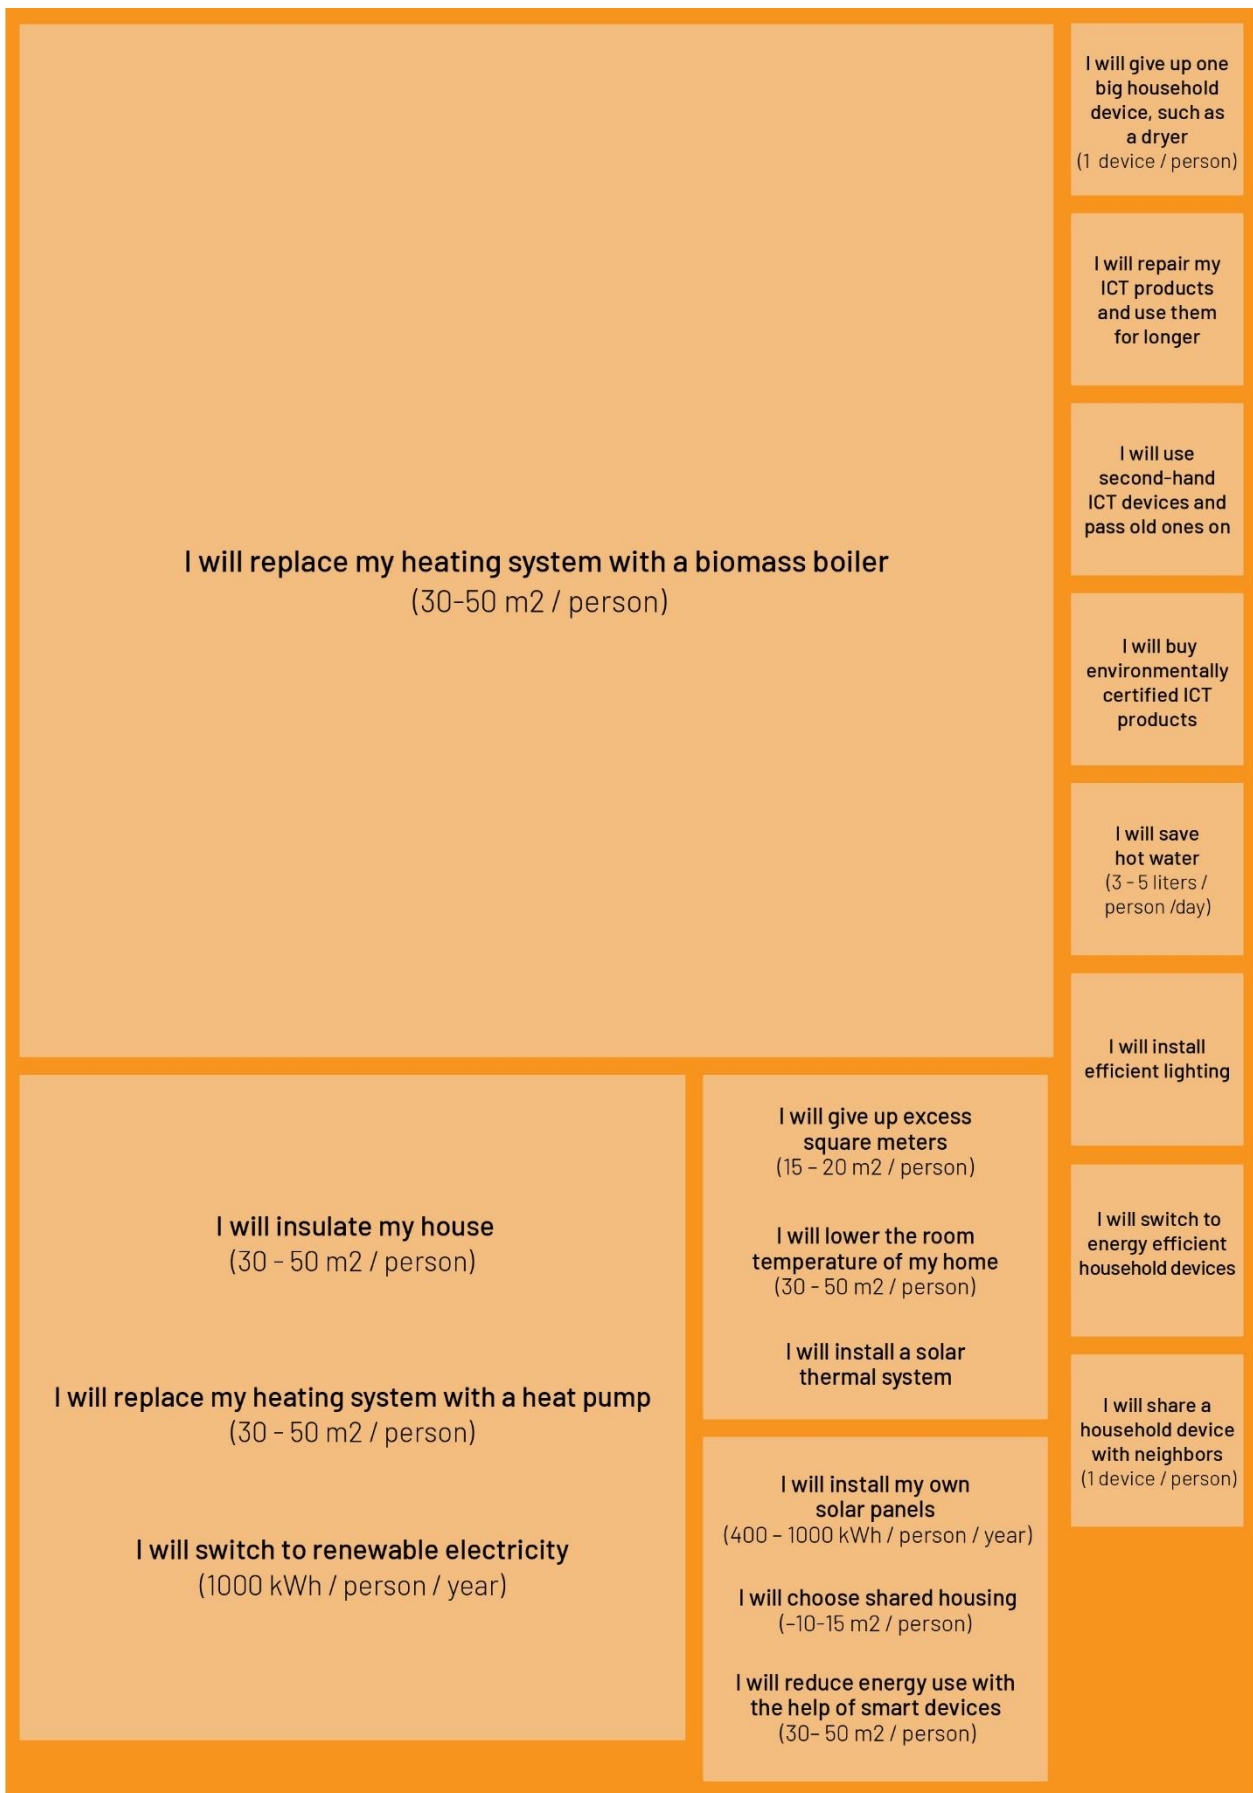 I will replace my heating system with a biomass boiler
(30-50 m2 / person)
I will insulate my house
(30 - 50 m2 / person)
I will replace my heating system with a heat pump
(30 - 50 m2 / person)
I will switch to renewable electricity
(1000 kWh / person / year)
I will give up excess
square meters
(15 – 20 m2 / person)
I will lower the room
temperature of my home
(30 - 50 m2 / person)
I will install a solar
thermal system
I will install my own
solar panels
(400 – 1000 kWh / person / year)
I will choose shared housing
(–10-15 m2 / person)
I will reduce energy use with
the help of smart devices
(30– 50 m2 / person)
I will give up one
big household
device, such as
a dryer
(1 device / person)
I will repair my
ICT products
and use them
for longer
I will use
second-hand
ICT devices and
pass old ones on
I will buy
environmentally
certified ICT
products
I will save
hot water
(3 - 5 liters /
person /day)
I will install
efficient lighting
I will switch to
energy efficient
household devices
I will share a
household device
with neighbors
(1 device / person)